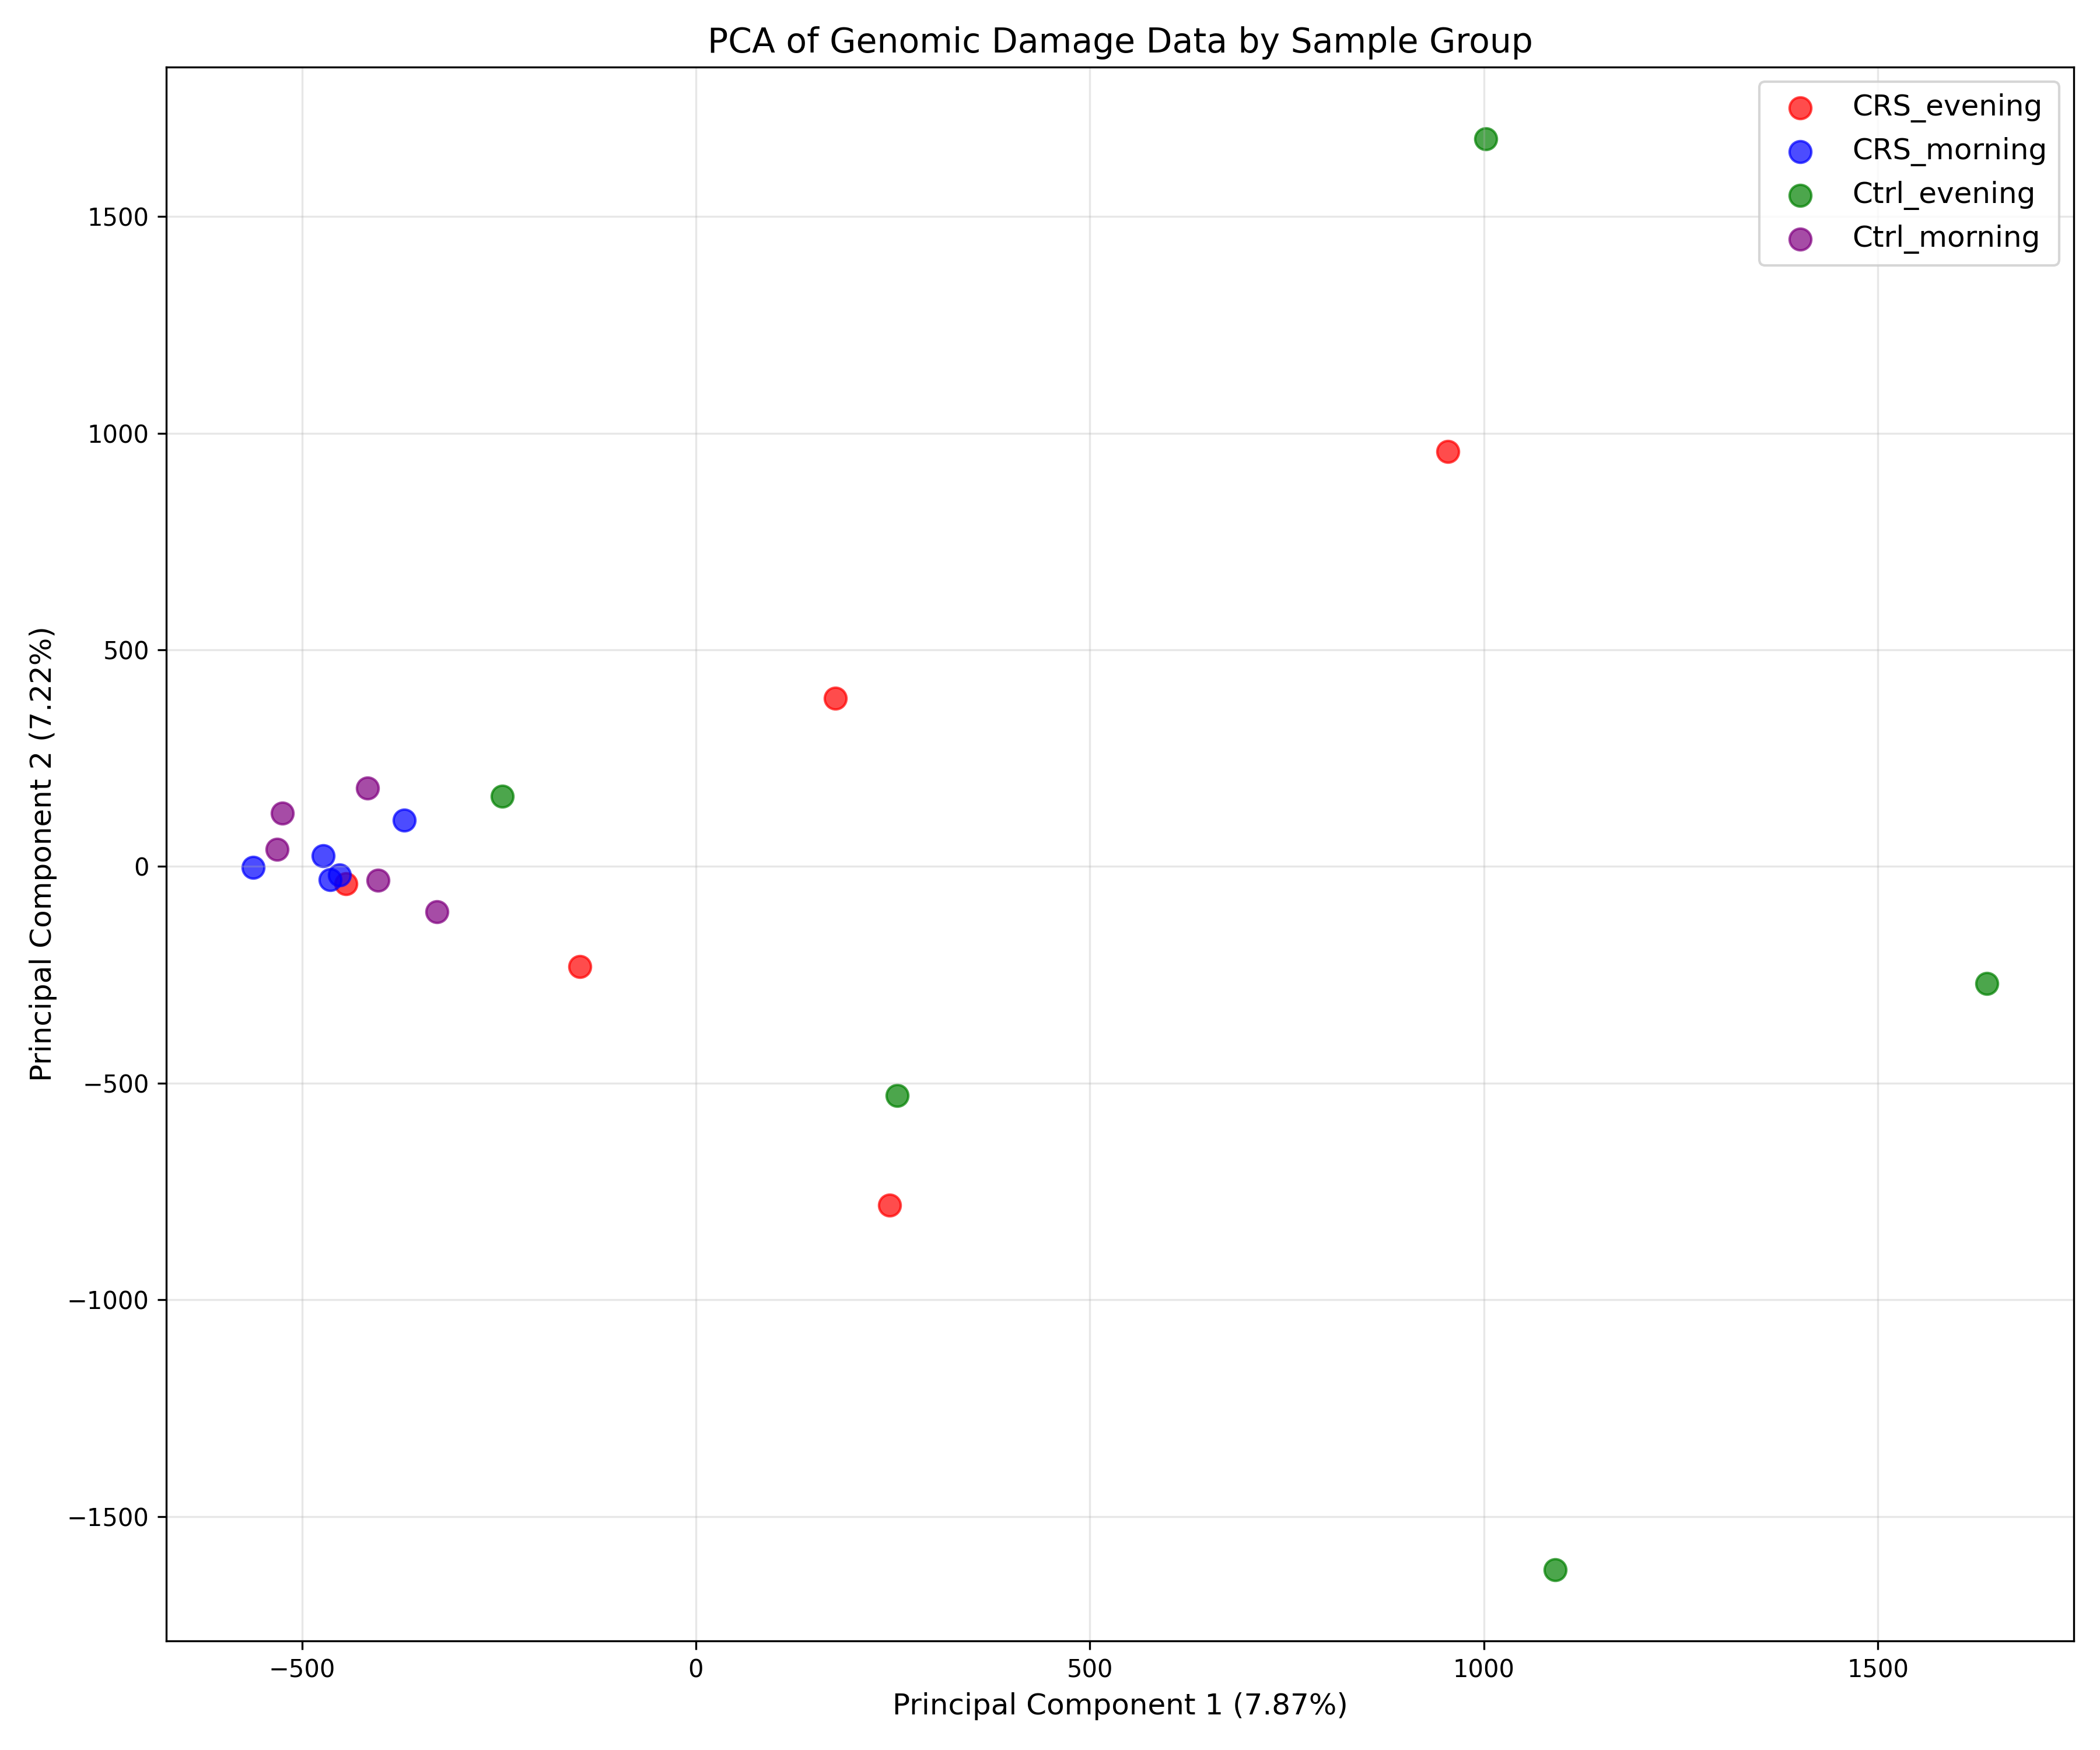 PCA of Genomic Damage Data by Sample Group
CRS_evening
CRS_morning
Ctrl_evening
Ctrl_morning
Principal Component 2 (7.22%)
1500
1000
500
0
−500
−1000
−1500
−500
0
500
1000
1500
Principal Component 1 (7.87%)